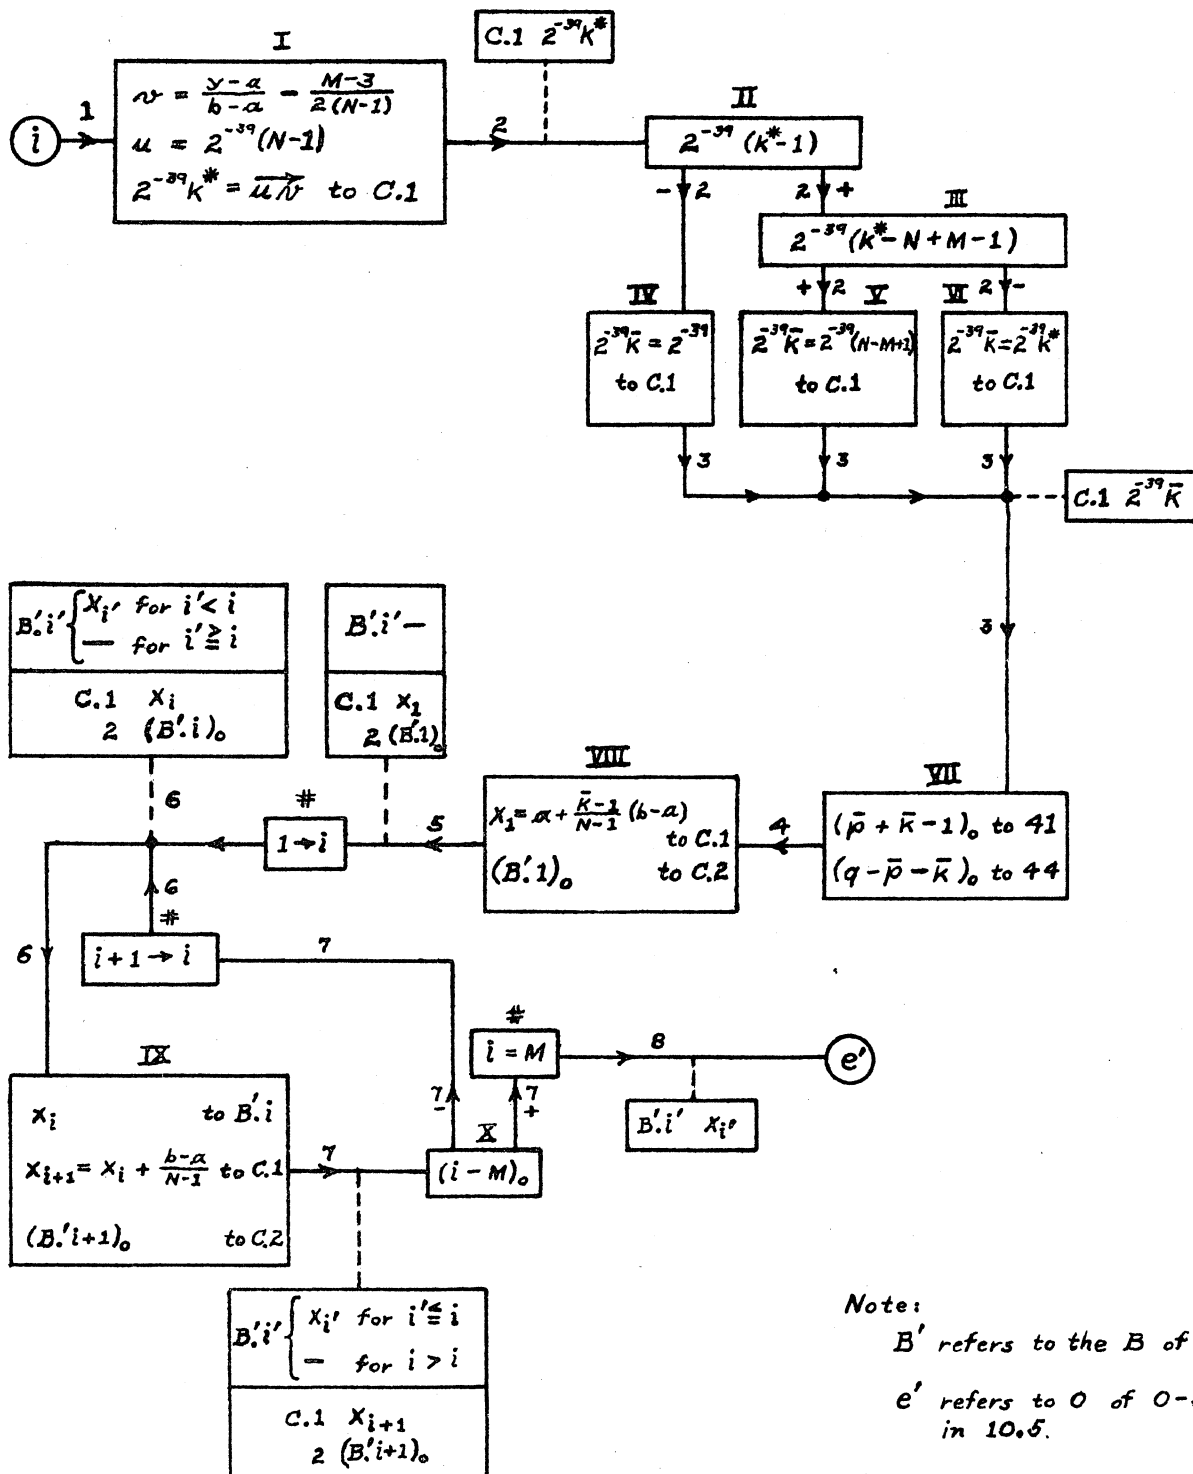 i
1
I
v = (y-a)/(b-a) - (M-3)/(2(N-1))
u = 2^-39 (N-1)
2^-39 k* = uv to C.1
2
C.1 2^-39 k*
II
2^-39 (k*-1)
- 2
2 +
III
2^-39 (k*-N+M-1)
+ 2
2 -
IV
2^-39 k̄ = 2^-39
to C.1
V
2^-39 k̄ = 2^-39 (N-M+1)
to C.1
VI
2^-39 k̄ = 2^-39 k*
to C.1
3
3
3
C.1 2^-39 k̄
3
VII
(p̄ + k̄ - 1)₀ to 41
(q - p̄ - k̄)₀ to 44
4
VIII
x₁ = a + (k̄-1)/(N-1) (b-a)
to C.1
(B'.1)₀ to C.2
5
B'.i' —
C.1 x₁
2 (B'.1)₀
#
1→i
B'.i' { x_i' for i' < i
— for i' ≧ i
C.1 x_i
2 (B'.i)₀
6
6
#
i+1→i
6
7
IX
x_i to B'.i
x_i+1 = x_i + (b-a)/(N-1) to C.1
(B'.i+1)₀ to C.2
7
X
(i-M)₀
7 -
7 +
#
i = M
8
e'
B'.i' x_i'
B'.i' { x_i' for i' ≦ i
— for i > i
C.1 x_i+1
2 (B'.i+1)₀
Note:
B' refers to the B of
e' refers to O of O-
in 10.5.